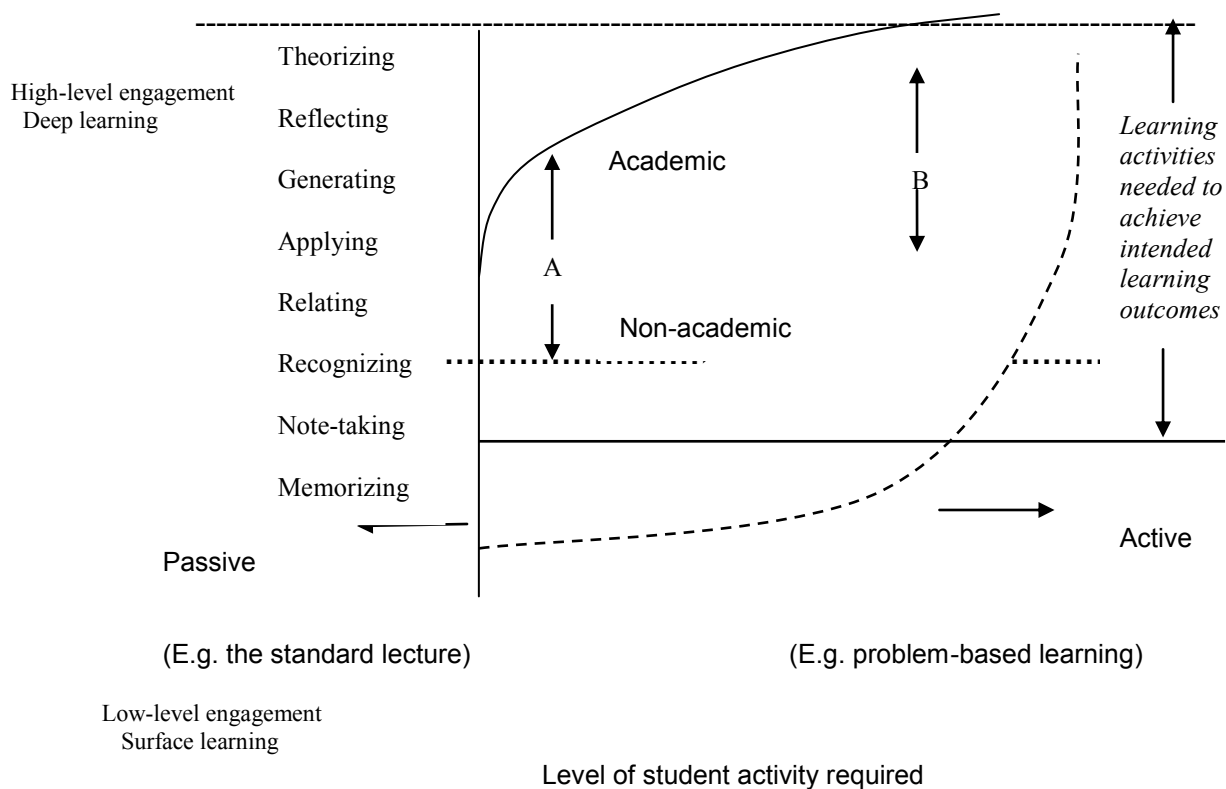 Theorizing
High-level engagement
Deep learning
Reflecting
Generating
Applying
Relating
Recognizing
Note-taking
Memorizing
Academic
Non-academic
A
B
Learning
activities
needed to
achieve
intended
learning
outcomes
Passive
Active
(E.g. the standard lecture)
(E.g. problem-based learning)
Low-level engagement
Surface learning
Level of student activity required